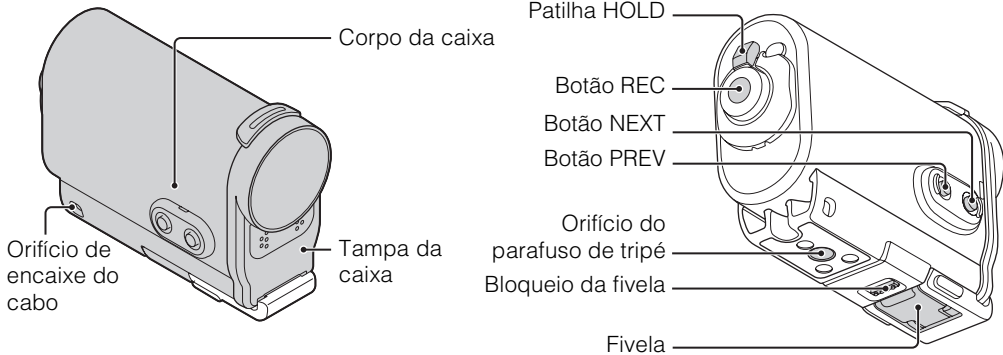 Corpo da caixa
Orifício de
encaixe do
cabo
Tampa da
caixa
Patilha HOLD
Botão REC
Botão NEXT
Botão PREV
Orifício do
parafuso de tripé
Bloqueio da fivela
Fivela